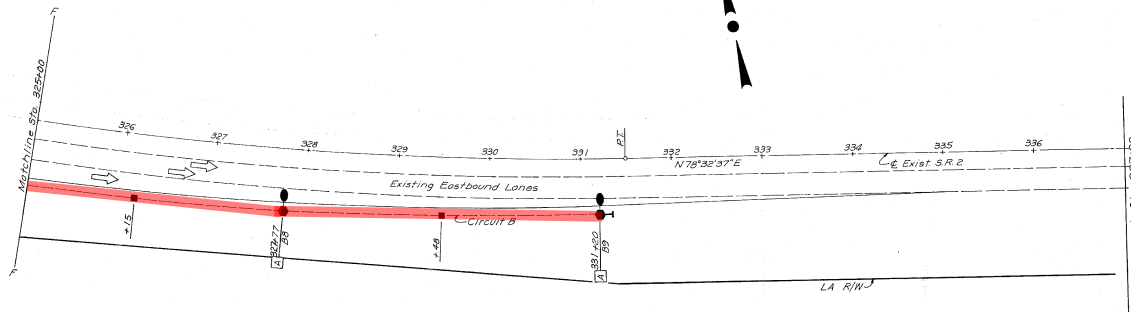 F
Matchline Sta. 325+00
F
326
327
328
329
330
331
P.T.
332
333
334
335
336
N 78°32'37"E
℄ Exist. S.R. 2
Existing Eastbound Lanes
Circuit B
+15
327+77
B8
A
+48
331+20
B9
A
LA R/W